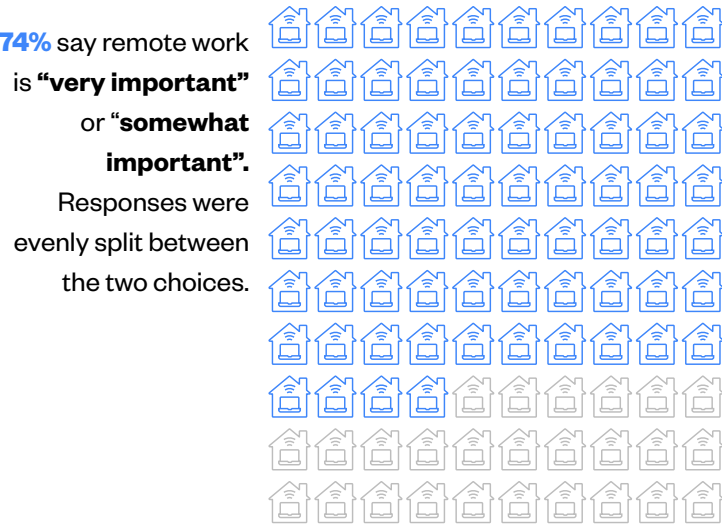 74% say remote work
is “very important”
or “somewhat
important”.
Responses were
evenly split between
the two choices.